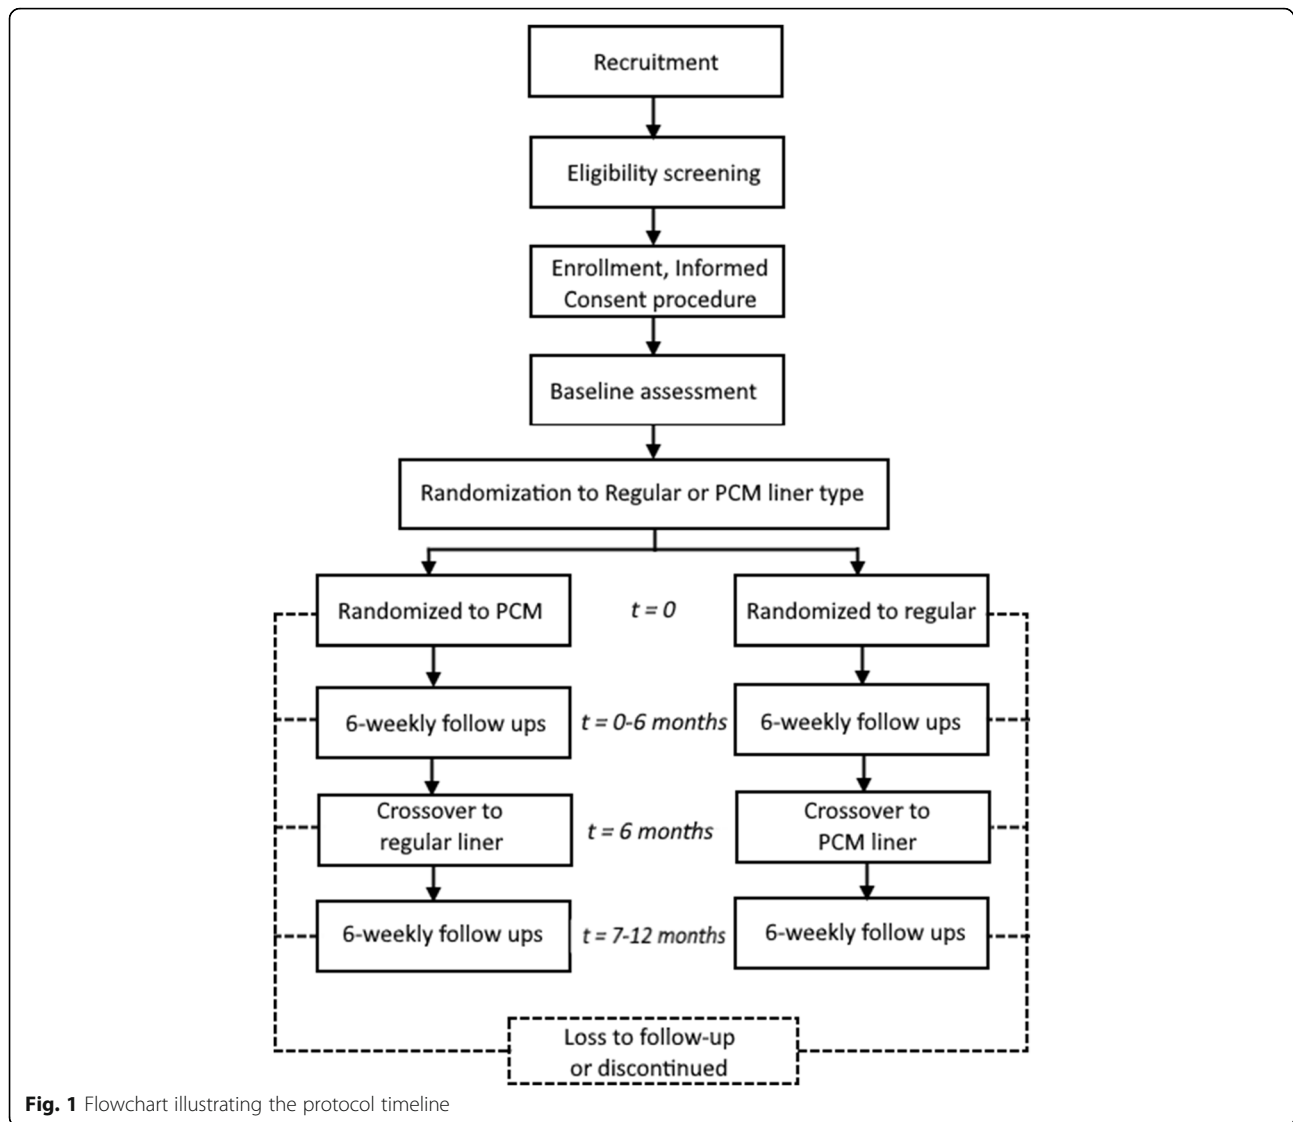 Recruitment
Eligibility screening
Enrollment, Informed
Consent procedure
Baseline assessment
Randomization to Regular or PCM liner type
Randomized to PCM
t = 0
Randomized to regular
6-weekly follow ups
t = 0-6 months
6-weekly follow ups
Crossover to
regular liner
t = 6 months
Crossover to
PCM liner
6-weekly follow ups
t = 7-12 months
6-weekly follow ups
Loss to follow-up
or discontinued
Fig. 1 Flowchart illustrating the protocol timeline